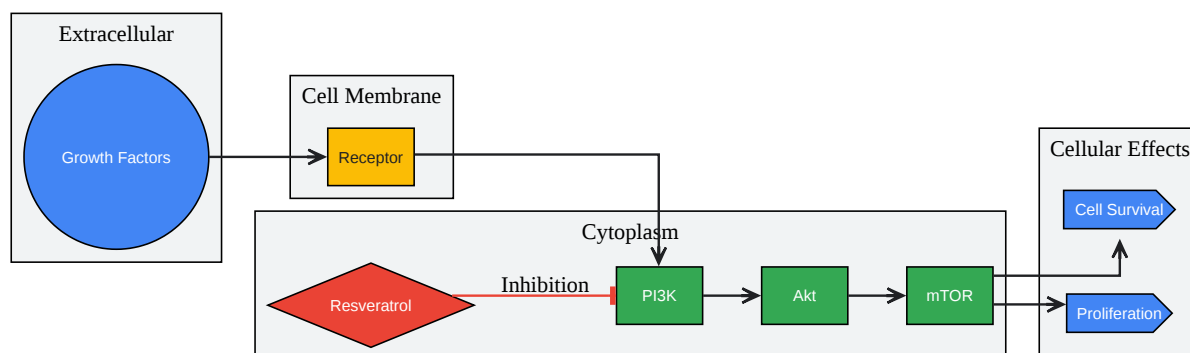 Extracellular
Growth Factors
Cell Membrane
Receptor
Cytoplasm
Resveratrol
Inhibition
PI3K
Akt
mTOR
Cellular Effects
Cell Survival
Proliferation